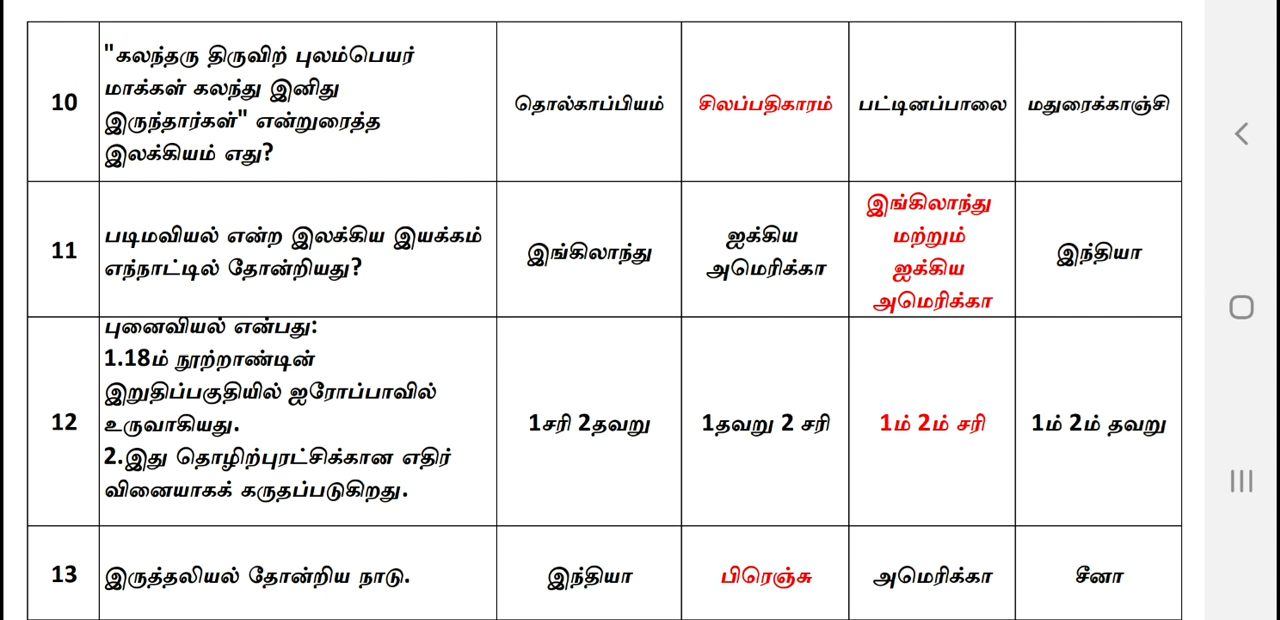 10
"கலந்தரு திருவிற் புலம்பெயர்
மாக்கள் கலந்து இனிது
இருந்தார்கள்" என்றுரைத்த
இலக்கியம் எது?
தொல்காப்பியம்
சிலப்பதிகாரம்
பட்டினப்பாலை
மதுரைக்காஞ்சி
11
படிமவியல் என்ற இலக்கிய இயக்கம்
எந்நாட்டில் தோன்றியது?
இங்கிலாந்து
ஐக்கிய
அமெரிக்கா
இங்கிலாந்து
மற்றும்
ஐக்கிய
அமெரிக்கா
இந்தியா
12
புனைவியல் என்பது:
1.18ம் நூற்றாண்டின்
இறுதிப்பகுதியில் ஐரோப்பாவில்
உருவாகியது.
2.இது தொழிற்புரட்சிக்கான எதிர்
வினையாகக் கருதப்படுகிறது.
1சரி 2தவறு
1தவறு 2 சரி
1ம் 2ம் சரி
1ம் 2ம் தவறு
13
இருத்தலியல் தோன்றிய நாடு.
இந்தியா
பிரெஞ்சு
அமெரிக்கா
சீனா